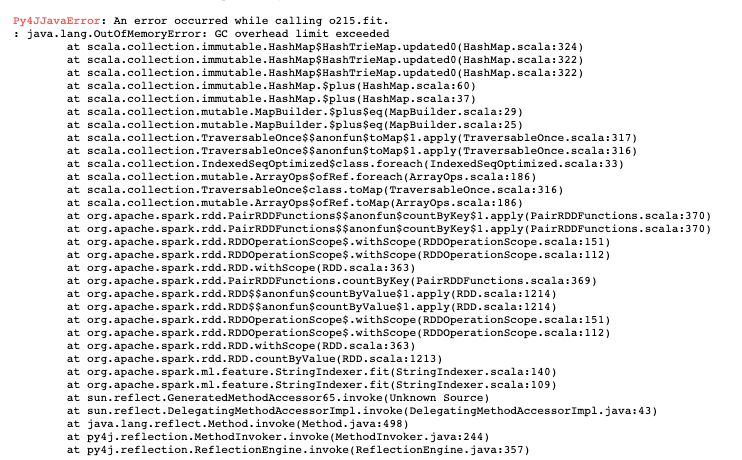 Py4JJavaError: An error occurred while calling o215.fit.
: java.lang.OutOfMemoryError: GC overhead limit exceeded
at scala.collection.immutable.HashMap$HashTrieMap.updated0(HashMap.scala:324)
at scala.collection.immutable.HashMap$HashTrieMap.updated0(HashMap.scala:322)
at scala.collection.immutable.HashMap$HashTrieMap.updated0(HashMap.scala:322)
at scala.collection.immutable.HashMap.$plus(HashMap.scala:60)
at scala.collection.immutable.HashMap.$plus(HashMap.scala:37)
at scala.collection.mutable.MapBuilder.$plus$eq(MapBuilder.scala:29)
at scala.collection.mutable.MapBuilder.$plus$eq(MapBuilder.scala:25)
at scala.collection.TraversableOnce$$anonfun$toMap$1.apply(TraversableOnce.scala:317)
at scala.collection.TraversableOnce$$anonfun$toMap$1.apply(TraversableOnce.scala:316)
at scala.collection.IndexedSeqOptimized$class.foreach(IndexedSeqOptimized.scala:33)
at scala.collection.mutable.ArrayOps$ofRef.foreach(ArrayOps.scala:186)
at scala.collection.TraversableOnce$class.toMap(TraversableOnce.scala:316)
at scala.collection.mutable.ArrayOps$ofRef.toMap(ArrayOps.scala:186)
at org.apache.spark.rdd.PairRDDFunctions$$anonfun$countByKey$1.apply(PairRDDFunctions.scala:370)
at org.apache.spark.rdd.PairRDDFunctions$$anonfun$countByKey$1.apply(PairRDDFunctions.scala:370)
at org.apache.spark.rdd.RDDOperationScope$.withScope(RDDOperationScope.scala:151)
at org.apache.spark.rdd.RDDOperationScope$.withScope(RDDOperationScope.scala:112)
at org.apache.spark.rdd.RDD.withScope(RDD.scala:363)
at org.apache.spark.rdd.PairRDDFunctions.countByKey(PairRDDFunctions.scala:369)
at org.apache.spark.rdd.RDD$$anonfun$countByValue$1.apply(RDD.scala:1214)
at org.apache.spark.rdd.RDD$$anonfun$countByValue$1.apply(RDD.scala:1214)
at org.apache.spark.rdd.RDDOperationScope$.withScope(RDDOperationScope.scala:151)
at org.apache.spark.rdd.RDDOperationScope$.withScope(RDDOperationScope.scala:112)
at org.apache.spark.rdd.RDD.withScope(RDD.scala:363)
at org.apache.spark.rdd.RDD.countByValue(RDD.scala:1213)
at org.apache.spark.ml.feature.StringIndexer.fit(StringIndexer.scala:140)
at org.apache.spark.ml.feature.StringIndexer.fit(StringIndexer.scala:109)
at sun.reflect.GeneratedMethodAccessor65.invoke(Unknown Source)
at sun.reflect.DelegatingMethodAccessorImpl.invoke(DelegatingMethodAccessorImpl.java:43)
at java.lang.reflect.Method.invoke(Method.java:498)
at py4j.reflection.MethodInvoker.invoke(MethodInvoker.java:244)
at py4j.reflection.ReflectionEngine.invoke(ReflectionEngine.java:357)